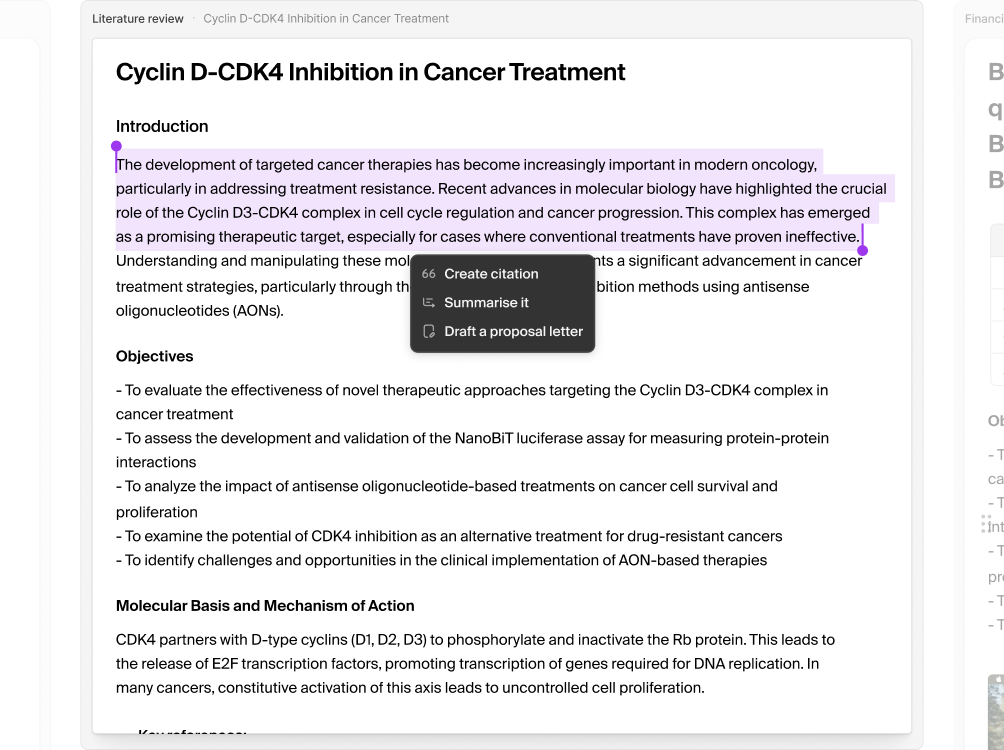 Literature review · Cyclin D-CDK4 Inhibition in Cancer Treatment
Cyclin D-CDK4 Inhibition in Cancer Treatment
Introduction
The development of targeted cancer therapies has become increasingly important in modern oncology,
particularly in addressing treatment resistance. Recent advances in molecular biology have highlighted the crucial
role of the Cyclin D3-CDK4 complex in cell cycle regulation and cancer progression. This complex has emerged
as a promising therapeutic target, especially for cases where conventional treatments have proven ineffective.
Understanding and manipulating these mol nts a significant advancement in cancer
treatment strategies, particularly through th bition methods using antisense
oligonucleotides (AONs).
66 Create citation
Summarise it
Draft a proposal letter
Objectives
- To evaluate the effectiveness of novel therapeutic approaches targeting the Cyclin D3-CDK4 complex in
cancer treatment
- To assess the development and validation of the NanoBiT luciferase assay for measuring protein-protein
interactions
- To analyze the impact of antisense oligonucleotide-based treatments on cancer cell survival and
proliferation
- To examine the potential of CDK4 inhibition as an alternative treatment for drug-resistant cancers
- To identify challenges and opportunities in the clinical implementation of AON-based therapies
Molecular Basis and Mechanism of Action
CDK4 partners with D-type cyclins (D1, D2, D3) to phosphorylate and inactivate the Rb protein. This leads to
the release of E2F transcription factors, promoting transcription of genes required for DNA replication. In
many cancers, constitutive activation of this axis leads to uncontrolled cell proliferation.
Key references:
Financi
B
q
B
B
Ob
- T
ca
- T
int
- T
pr
- T
- T